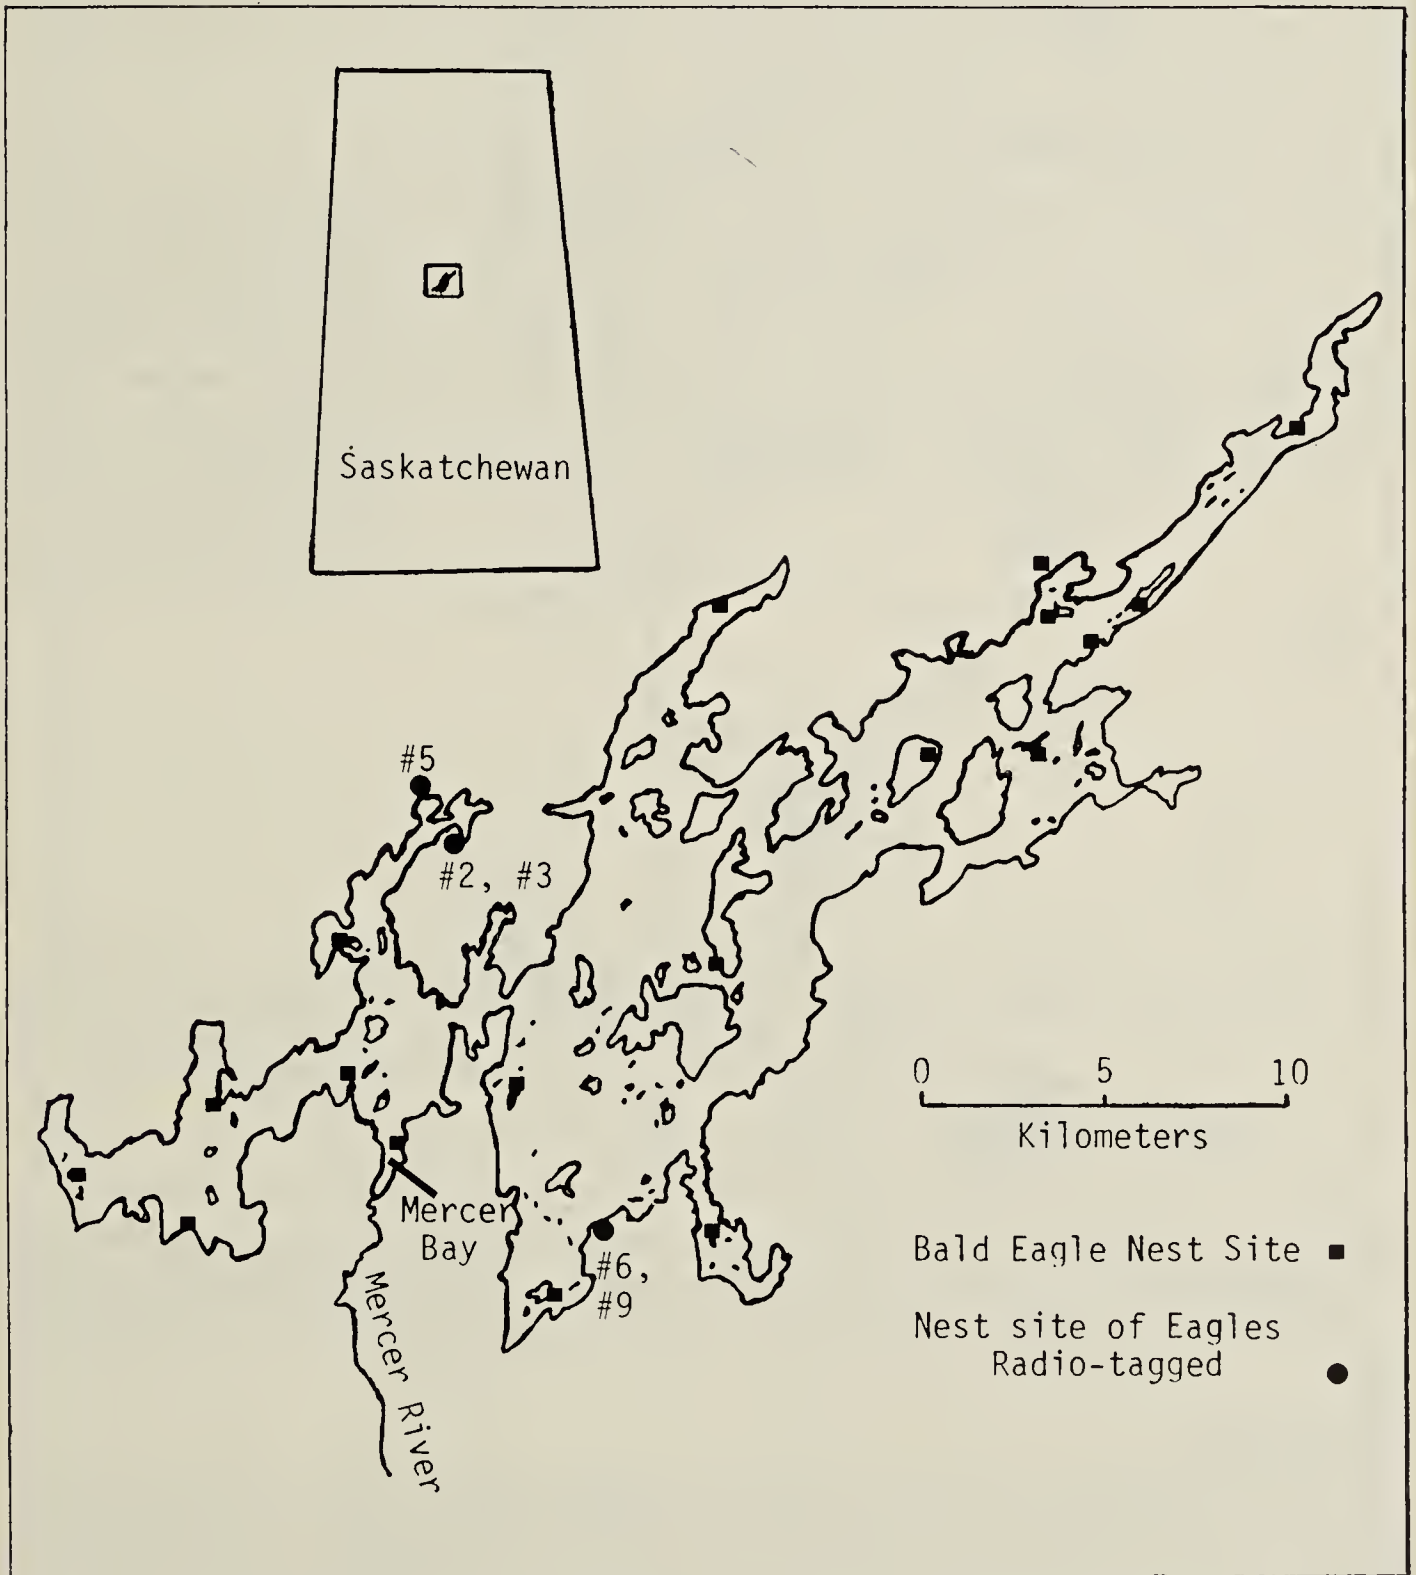 Saskatchewan
#5
#2, #3
0 5 10
Kilometers
Mercer
Bay
Bald Eagle Nest Site
#6,
#9
Mercer River
Nest site of Eagles
Radio-tagged